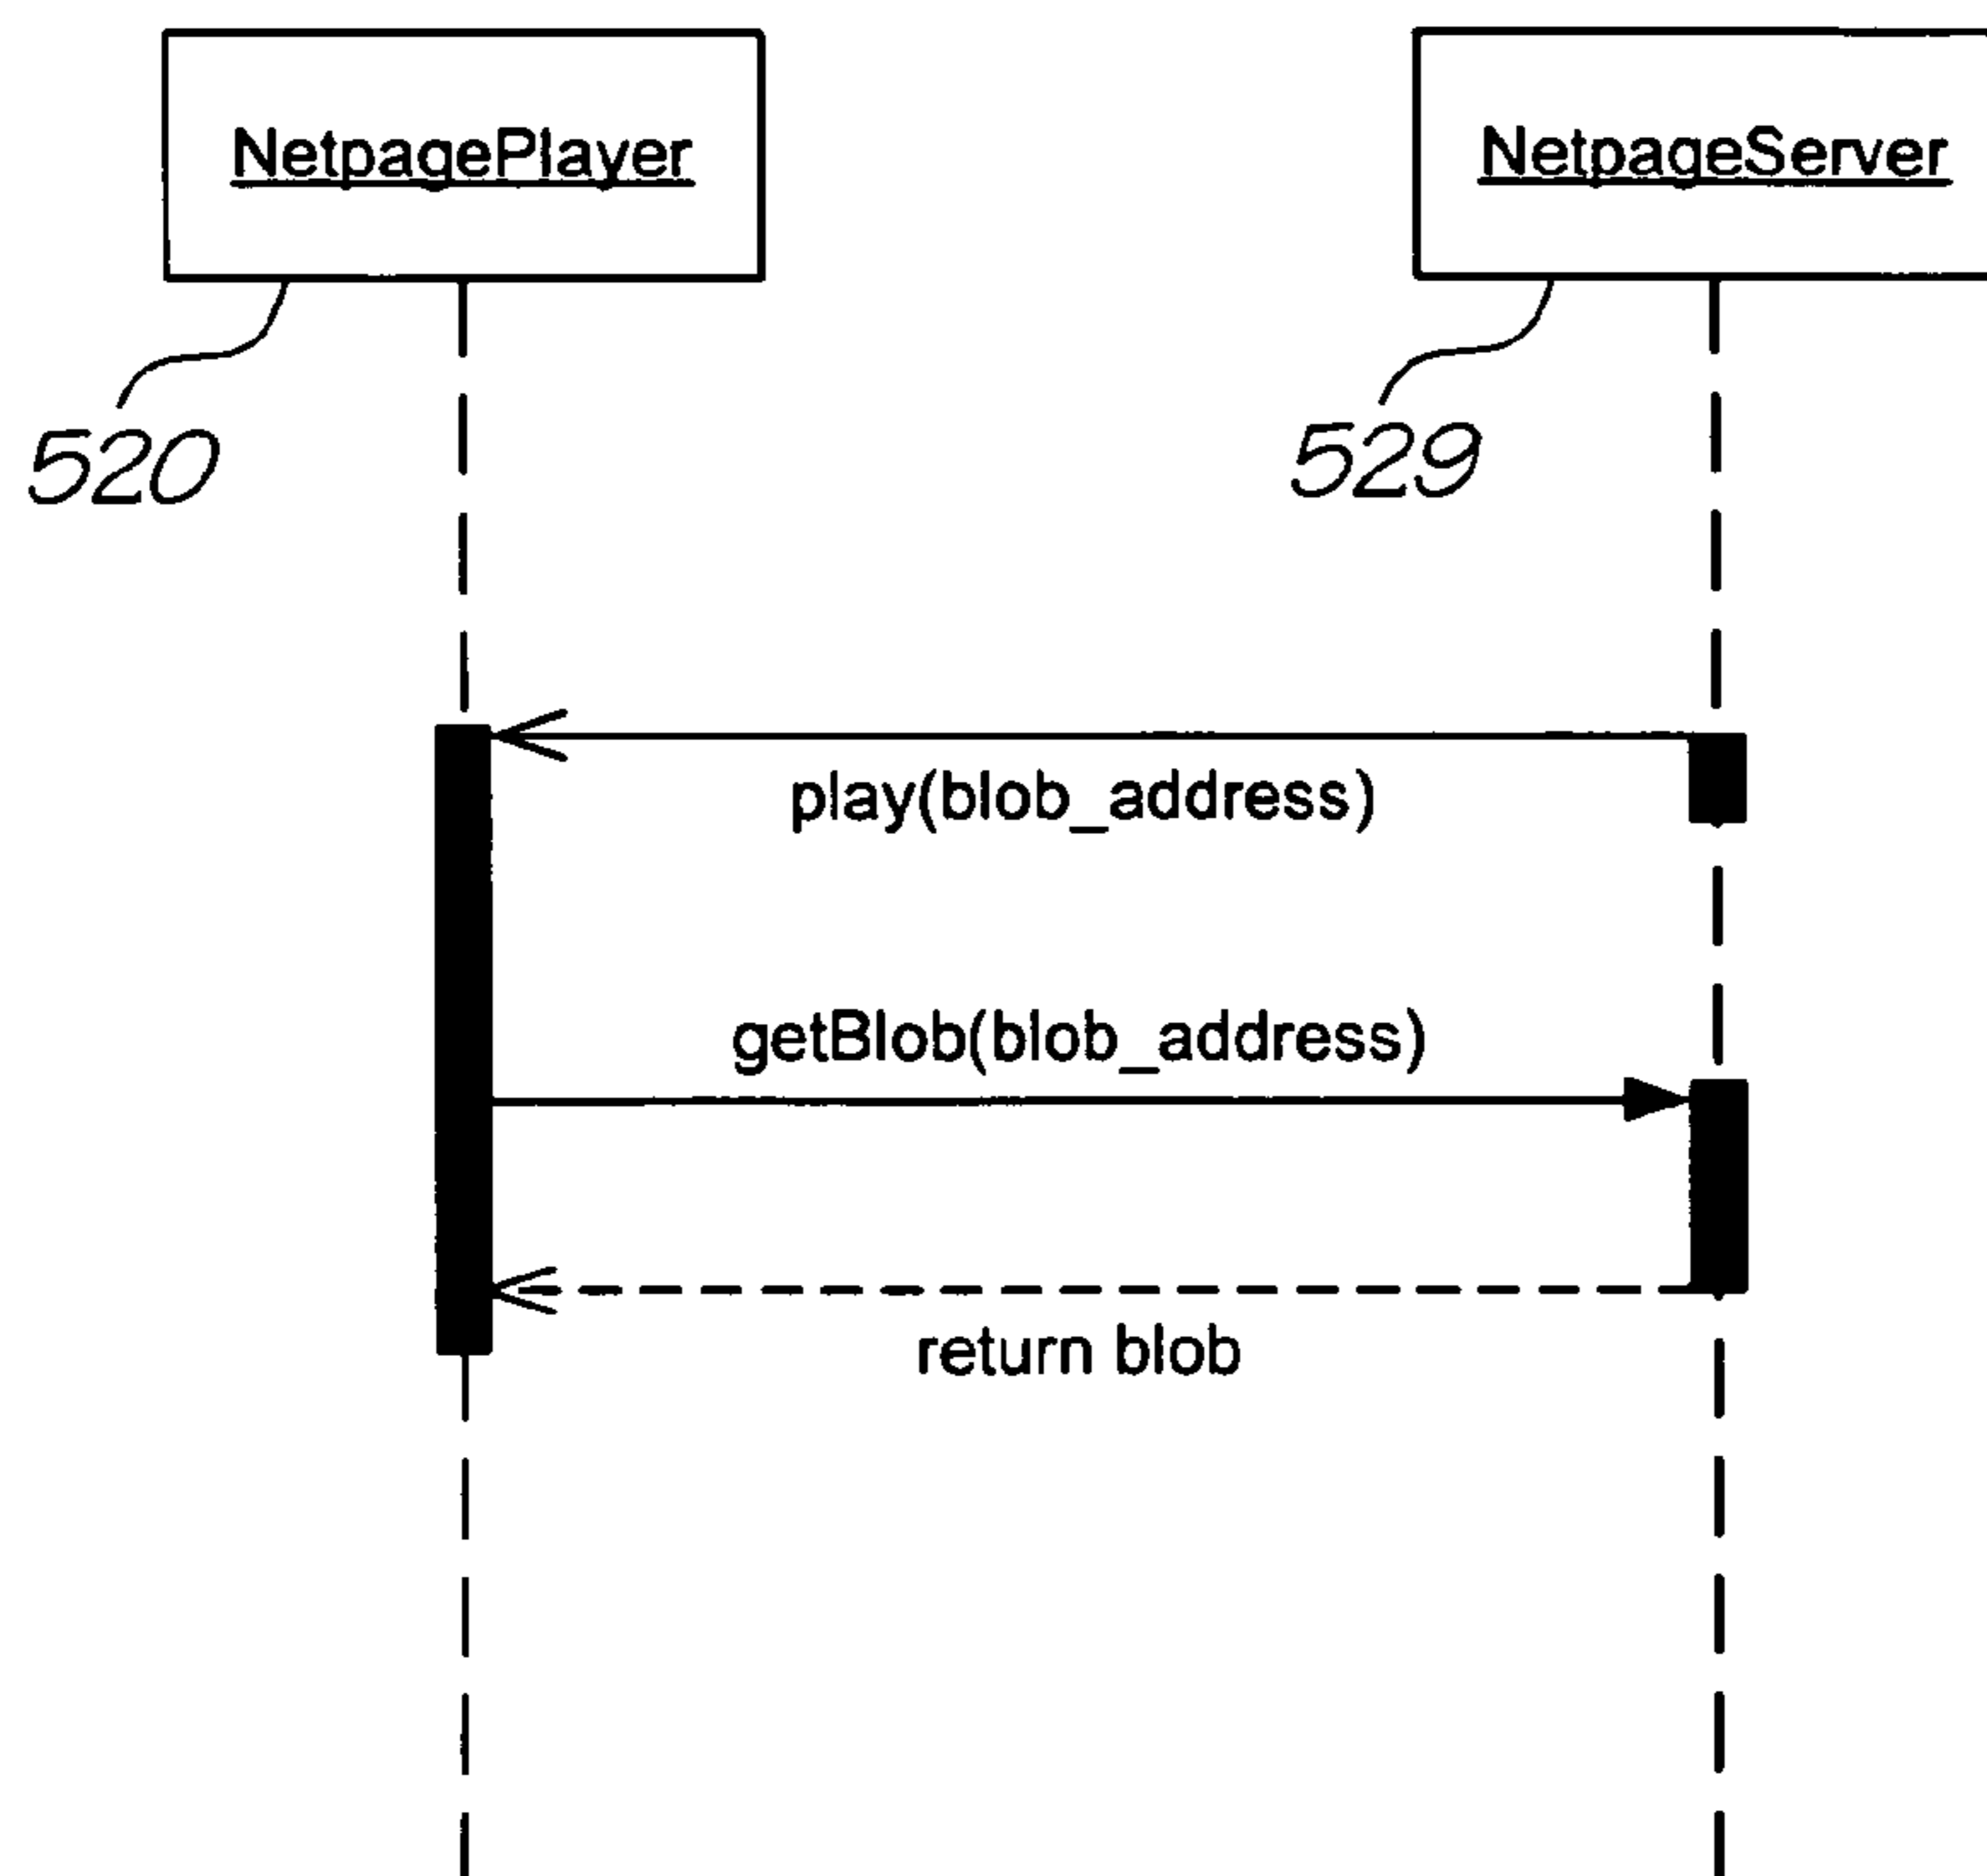 NetpagePlayer
NetpageServer
520
529
play(blob_address)
getBlob(blob_address)
return blob